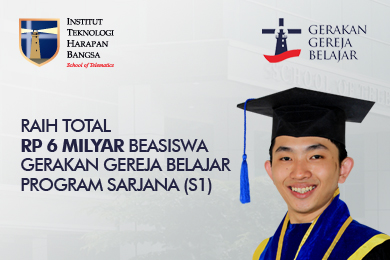 INSTITUT
TEKNOLOGI
HARAPAN
BANGSA
School of Telematics
GERAKAN
GEREJA
BELAJAR
RAIH TOTAL
RP 6 MILYAR BEASISWA
GERAKAN GEREJA BELAJAR
PROGRAM SARJANA (S1)